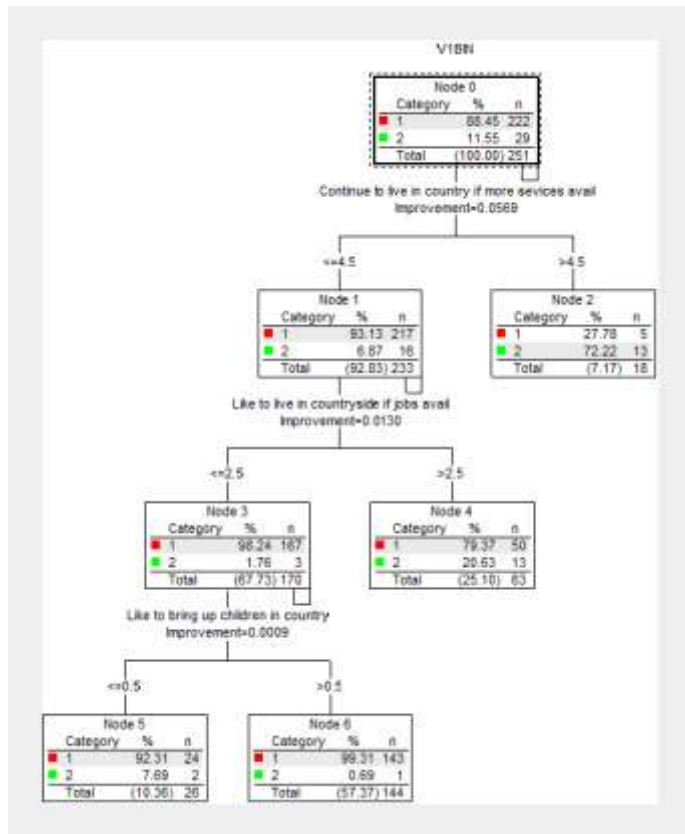 V1BIN
Node 0
Category % n
1 88.45 222
2 11.55 29
Total (100.00) 251
Continue to live in country if more sevices avail
Improvement=0.0569
<=4.5 >4.5
Node 1 Node 2
Category % n Category % n
1 93.13 217 1 27.78 5
2 6.87 16 2 72.22 13
Total (92.83) 233 Total (7.17) 18
Like to live in countryside if jobs avail
Improvement=0.0130
<=2.5 >2.5
Node 3 Node 4
Category % n Category % n
1 98.24 167 1 79.37 50
2 1.76 3 2 20.63 13
Total (67.73) 170 Total (25.10) 63
Like to bring up children in country
Improvement=0.0009
<=0.5 >0.5
Node 5 Node 6
Category % n Category % n
1 92.31 24 1 99.31 143
2 7.69 2 2 0.69 1
Total (10.36) 26 Total (57.37) 144